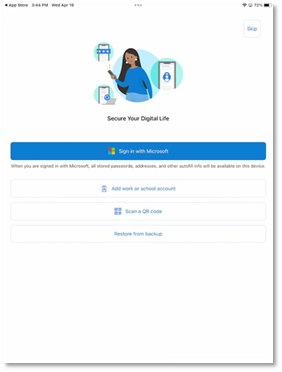 App Store 3:44 PM Wed Apr 19 72%
Skip
Secure Your Digital Life
Sign in with Microsoft
When you are signed in with Microsoft, all stored passwords, addresses, and other autofill info will be available on this device.
Add work or school account
Scan a QR code
Restore from backup